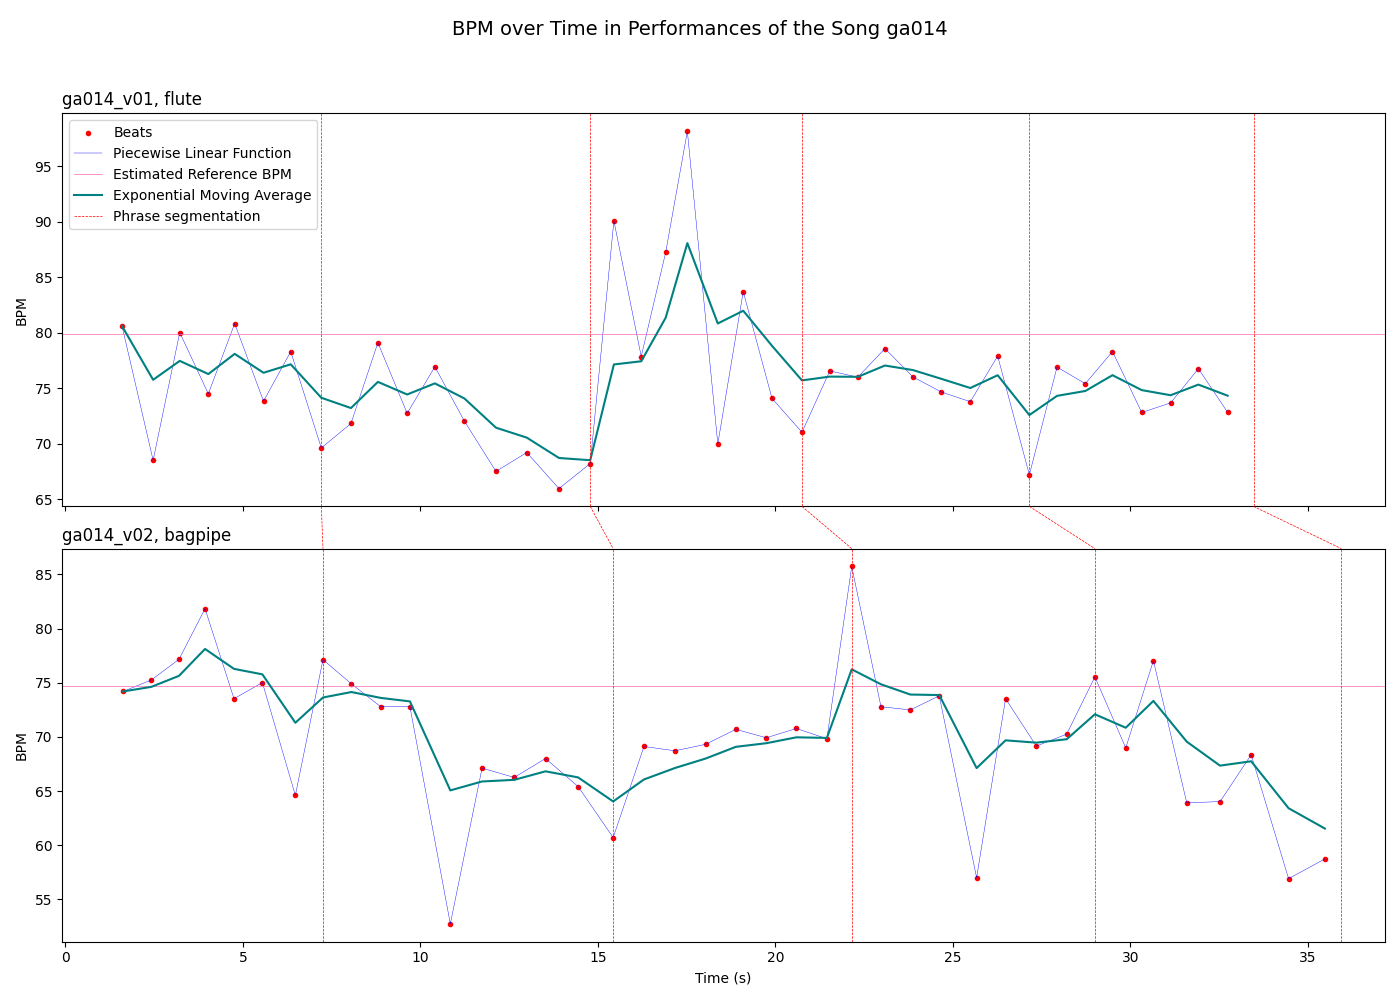 BPM over Time in Performances of the Song ga014
ga014_v01, flute
Beats
Piecewise Linear Function
Estimated Reference BPM
Exponential Moving Average
Phrase segmentation
95
90
85
80
75
70
65
BPM
ga014_v02, bagpipe
85
80
75
70
65
60
55
BPM
0 5 10 15 20 25 30 35
Time (s)